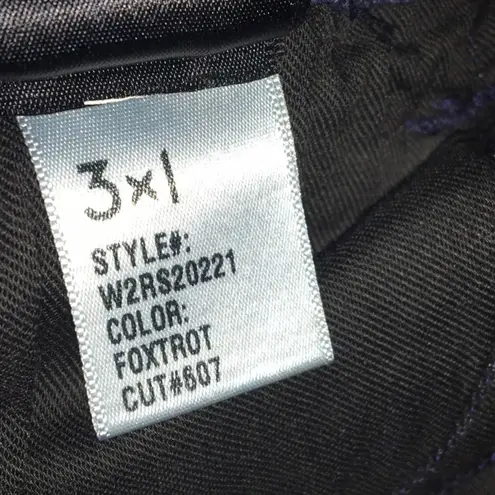 3x1
STYLE#:
W2RS20221
COLOR:
FOXTROT
CUT#607